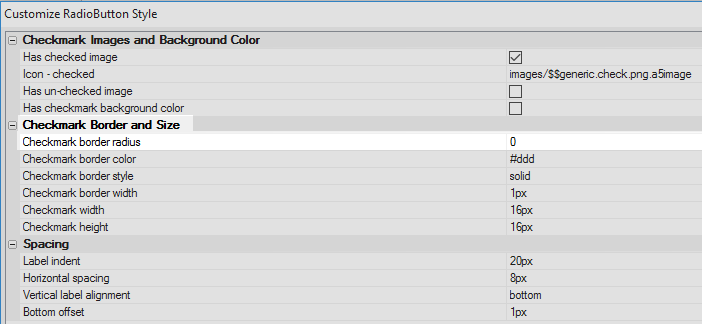 Customize RadioButton Style
Checkmark Images and Background Color
Has checked image
Icon - checked images/$$generic.check.png.a5image
Has un-checked image
Has checkmark background color
Checkmark Border and Size
Checkmark border radius 0
Checkmark border color #ddd
Checkmark border style solid
Checkmark border width 1px
Checkmark width 16px
Checkmark height 16px
Spacing
Label indent 20px
Horizontal spacing 8px
Vertical label alignment bottom
Bottom offset 1px